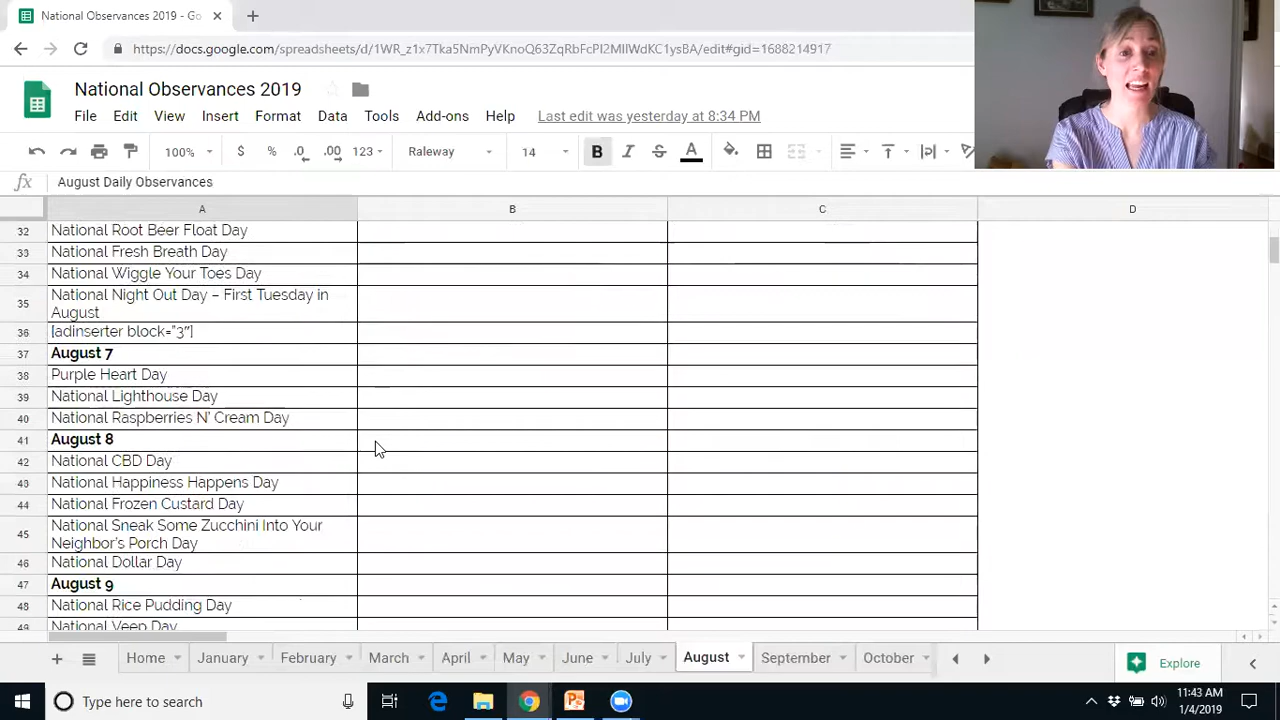 National Observances 2019 - Go
https://docs.google.com/spreadsheets/d/1WR_z1x7Tka5NmPyVKnoQ63ZqRbFcPI2MIIWdKC1ysBA/edit#gid=1688214917
National Observances 2019
File Edit View Insert Format Data Tools Add-ons Help Last edit was yesterday at 8:34 PM
100% $ % .0 .00 123 Raleway 14 B I S A
fx August Daily Observances
A B C D
32 National Root Beer Float Day
33 National Fresh Breath Day
34 National Wiggle Your Toes Day
35 National Night Out Day – First Tuesday in
August
36 [adinserter block="3"]
37 August 7
38 Purple Heart Day
39 National Lighthouse Day
40 National Raspberries N' Cream Day
41 August 8
42 National CBD Day
43 National Happiness Happens Day
44 National Frozen Custard Day
45 National Sneak Some Zucchini Into Your
Neighbor's Porch Day
46 National Dollar Day
47 August 9
48 National Rice Pudding Day
49 National Veep Day
Home January February March April May June July August September October Explore
Type here to search
11:43 AM
1/4/2019